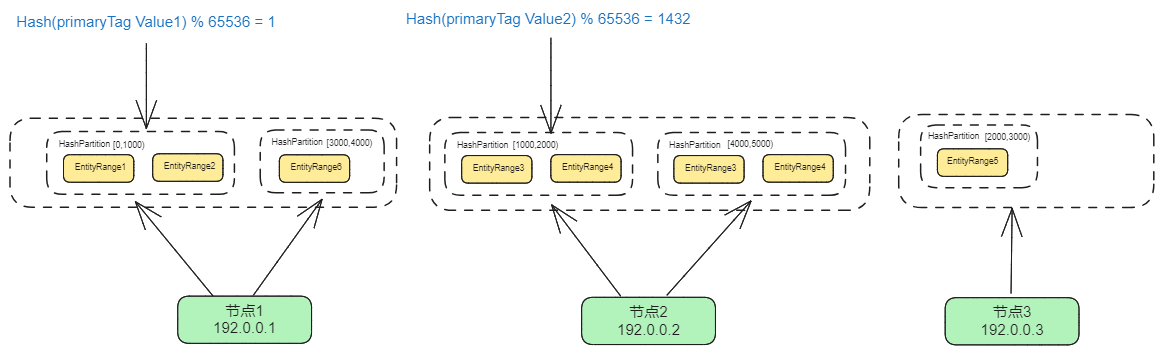 Hash(primaryTag Value1) % 65536 = 1
Hash(primaryTag Value2) % 65536 = 1432
HashPartition [0,1000)
EntityRange1
EntityRange2
HashPartition [3000,4000)
EntityRange6
HashPartition [1000,2000)
EntityRange3
EntityRange4
HashPartition [4000,5000)
EntityRange3
EntityRange4
HashPartition [2000,3000)
EntityRange5
节点1
192.0.0.1
节点2
192.0.0.2
节点3
192.0.0.3